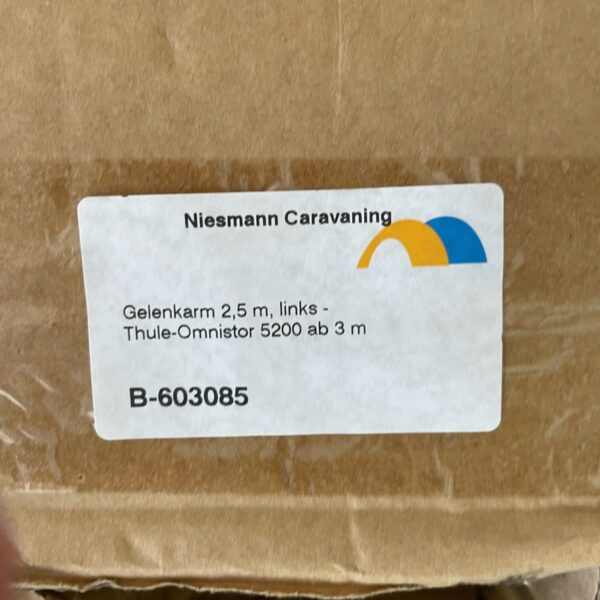 Niesmann Caravaning
Gelenkarm 2,5 m, links -
Thule-Omnistor 5200 ab 3 m
B-603085